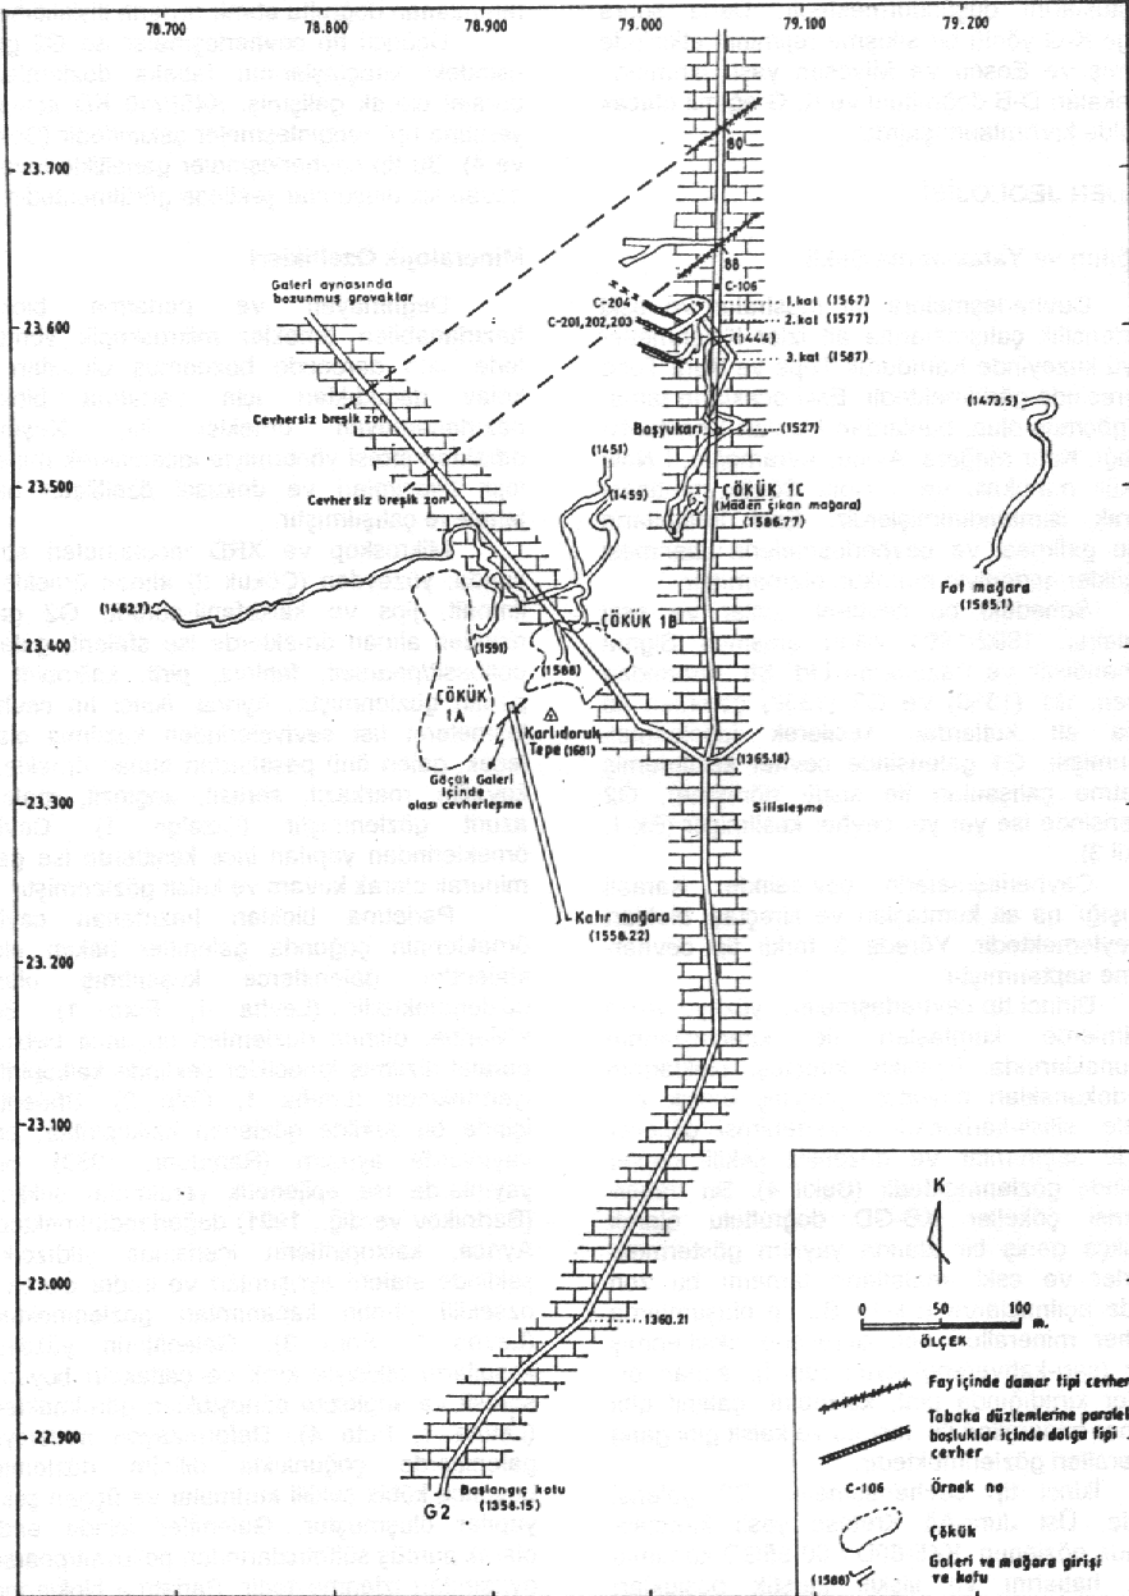 78.700
78.800
78.900
79.000
79.100
79.200
23.700
80
Galeri aynasında
bozunmuş grovaklar
88
C-106
C-204
1.kat (1567)
2.kat (1577)
C-201,202,203
(1444)
3.kat (1587)
23.600
Cevhersiz breşik zon
Başyukarı
(1527)
(1473.5)
(1451)
(1459)
23.500
Cevhersiz breşik zon
ÇÖKÜK 1C
(Maden çıkan mağara)
(1586.77)
Fat mağara
(1585.1)
(1462.7)
23.400
(1591)
ÇÖKÜK 1B
(1588)
ÇÖKÜK
1A
Karlıdoruk
Tepe (1681)
(1365.18)
Göçük Galeri
içinde
olası cevherleşme
23.300
Silisleşme
Katır mağara
(1558.22)
23.200
23.100
23.000
1360.21
22.900
Başlangıç kotu
(1358.15)
G2
K
0 50 100
m.
ÖLÇEK
Fay içinde damar tipi cevher
Tabaka düzlemlerine paralel
boşluklar içinde dolgu tipi
cevher
C-106 Örnek no
Çökük
(1588) Galeri ve mağara girişi
ve kotu